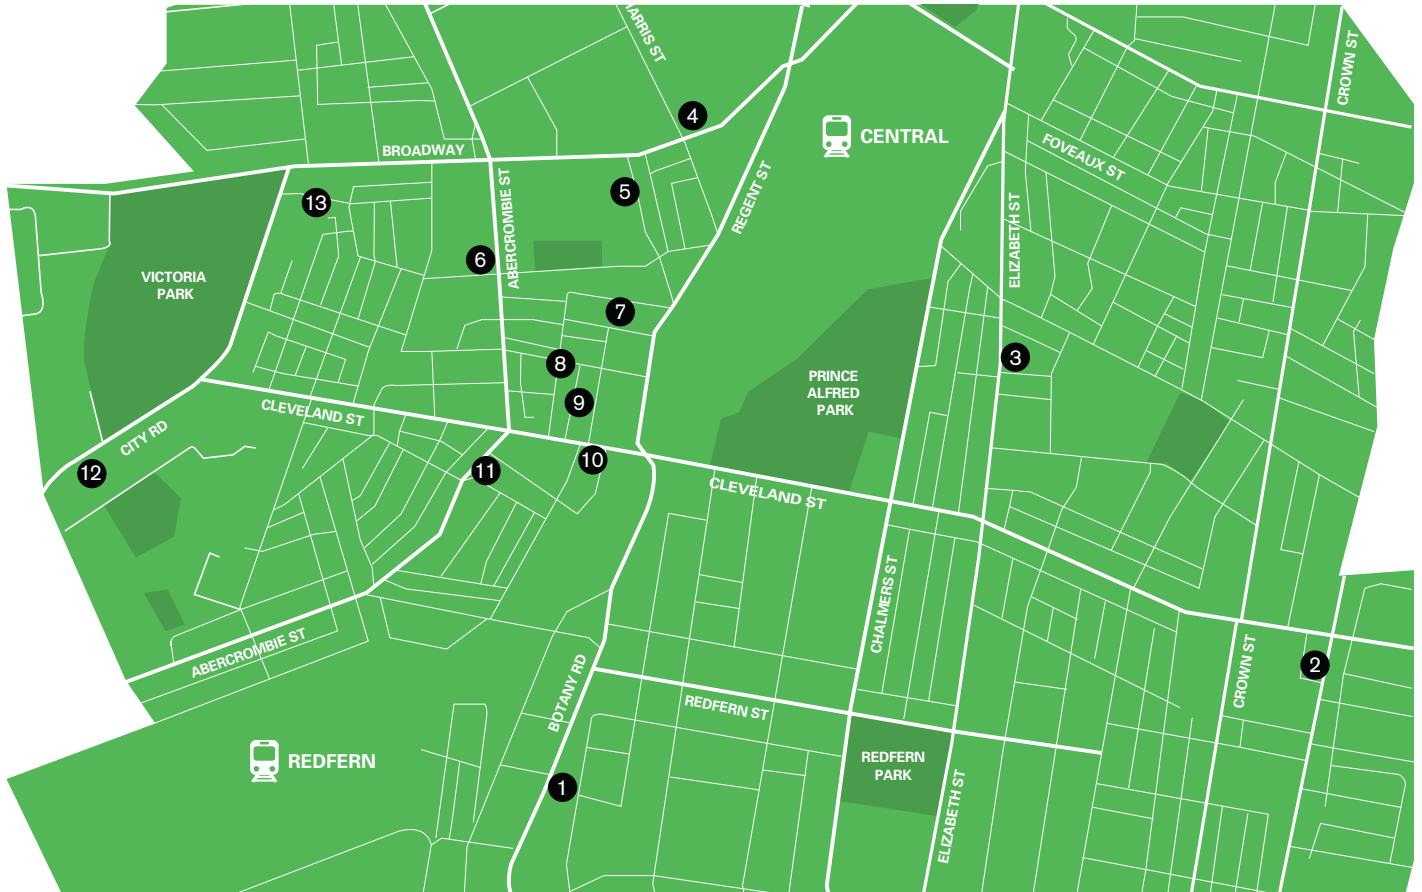 HARRIS ST
CROWN ST
4
CENTRAL
BROADWAY
FOVEAUX ST
13
5
REGENT ST
ABERCROMBIE ST
ELIZABETH ST
6
VICTORIA
PARK
7
3
8
PRINCE
ALFRED
PARK
9
CLEVELAND ST
CITY RD
12
11
10
CLEVELAND ST
CHALMERS ST
ABERCROMBIE ST
BOTANY RD
CROWN ST
2
REDFERN ST
REDFERN
REDFERN
PARK
1
ELIZABETH ST